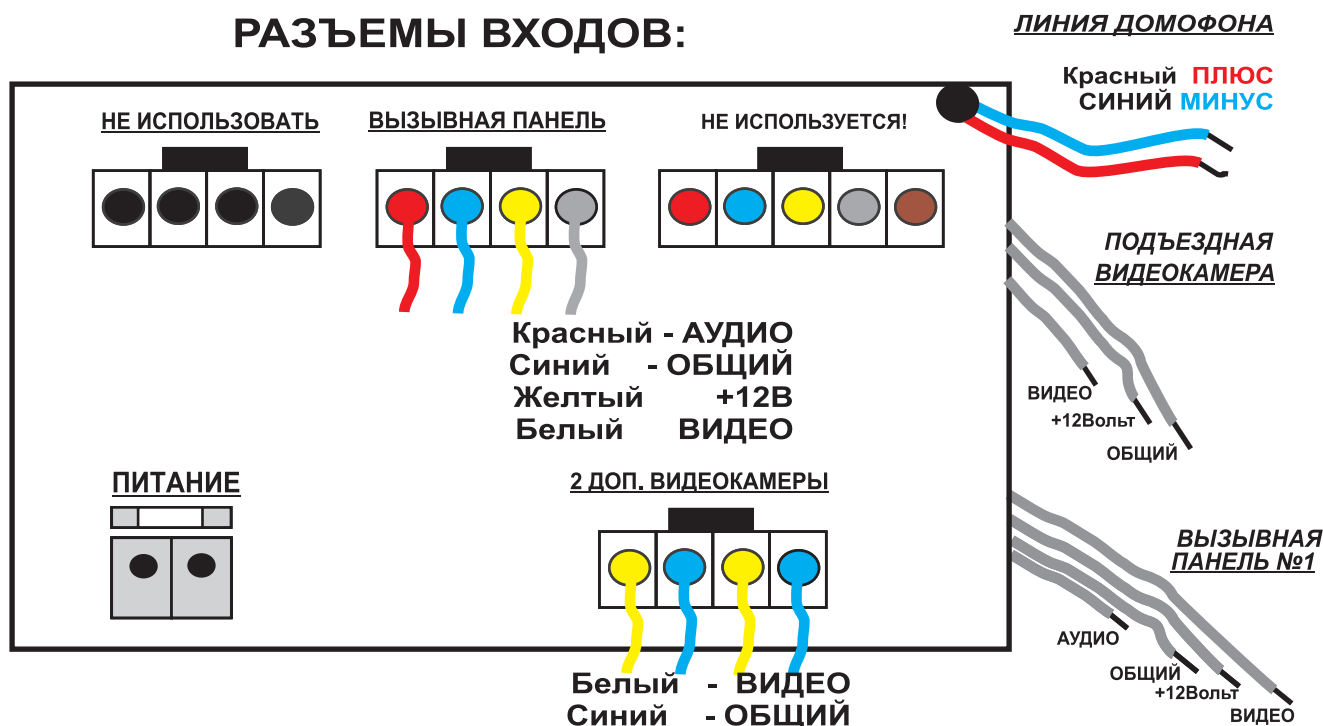 РАЗЪЕМЫ ВХОДОВ:
ЛИНИЯ ДОМОФОНА
Красный ПЛЮС
СИНИЙ МИНУС
НЕ ИСПОЛЬЗОВАТЬ
ВЫЗЫВНАЯ ПАНЕЛЬ
НЕ ИСПОЛЬЗУЕТСЯ!
ПОДЪЕЗДНАЯ
ВИДЕОКАМЕРА
Красный - АУДИО
Синий - ОБЩИЙ
Желтый +12В
Белый ВИДЕО
ВИДЕО
+12Вольт
ОБЩИЙ
ПИТАНИЕ
2 ДОП. ВИДЕОКАМЕРЫ
ВЫЗЫВНАЯ
ПАНЕЛЬ №1
АУДИО
ОБЩИЙ
+12Вольт
ВИДЕО
Белый - ВИДЕО
Синий - ОБЩИЙ